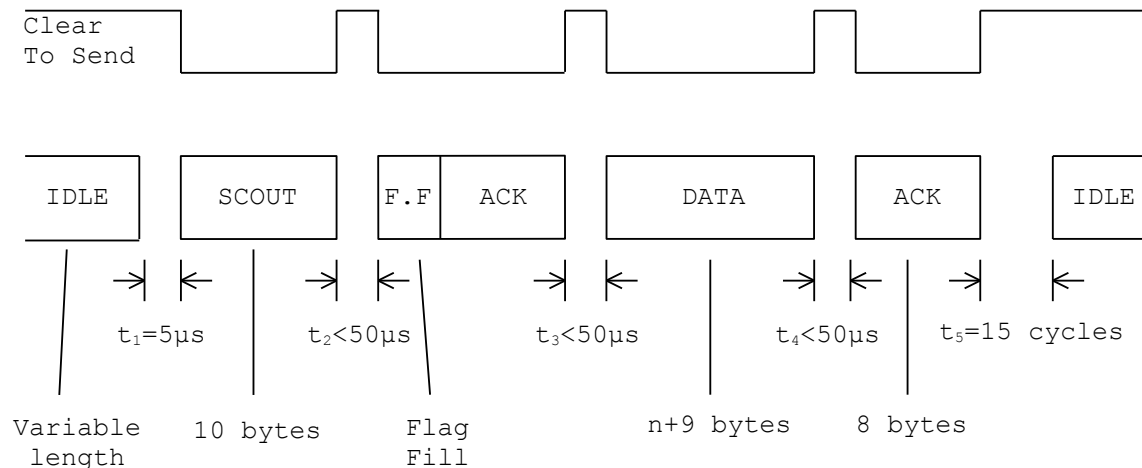 Clear
To Send
IDLE SCOUT F.F ACK DATA ACK IDLE
t₁=5µs t₂<50µs t₃<50µs t₄<50µs t₅=15 cycles
Variable
length
10 bytes
Flag
Fill
n+9 bytes
8 bytes